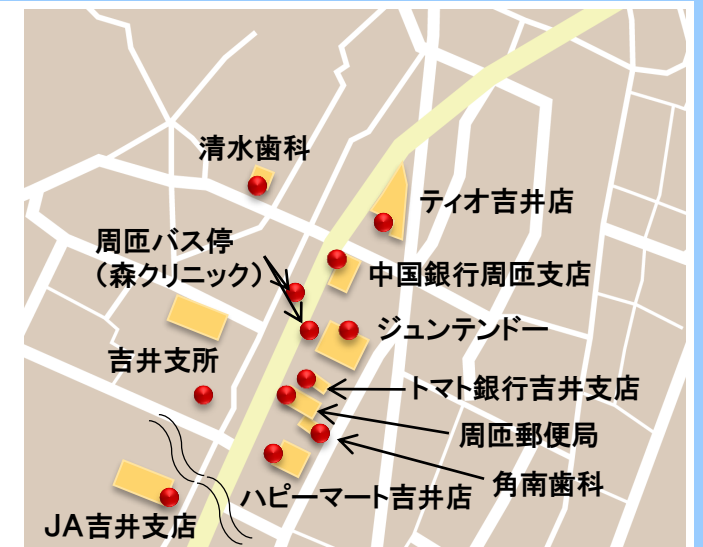 清水歯科
ティオ吉井店
周匝バス停
（森クリニック）
中国銀行周匝支店
ジュンテンドー
吉井支所
トマト銀行吉井支店
周匝郵便局
角南歯科
ハピーマート吉井店
JA吉井支店